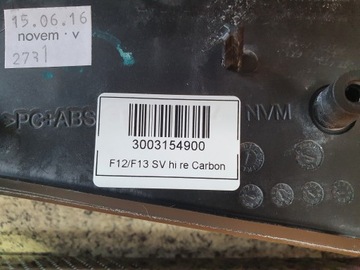 15.06.16
novem · v
2731
>PC+ABS
NVM
3003154900
F12/F13 SV hi re Carbon